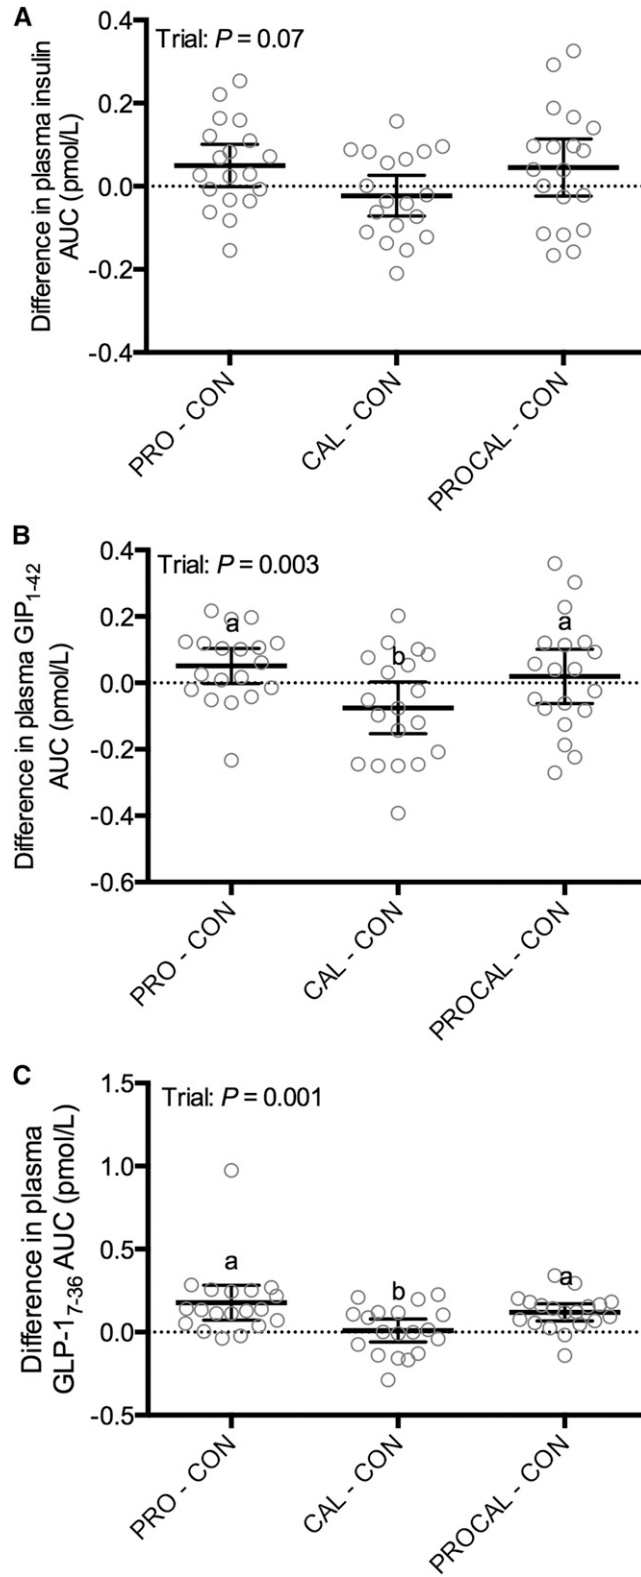 A
Trial: P = 0.07
Difference in plasma insulin
AUC (pmol/L)
0.4
0.2
0.0
-0.2
-0.4
PRO - CON
CAL - CON
PROCAL - CON
B
Trial: P = 0.003
Difference in plasma GIP1-42
AUC (pmol/L)
0.4
0.2
0.0
-0.2
-0.4
-0.6
a
b
a
PRO - CON
CAL - CON
PROCAL - CON
C
Trial: P = 0.001
Difference in plasma
GLP-17-36 AUC (pmol/L)
1.5
1.0
0.5
0.0
-0.5
a
b
a
PRO - CON
CAL - CON
PROCAL - CON